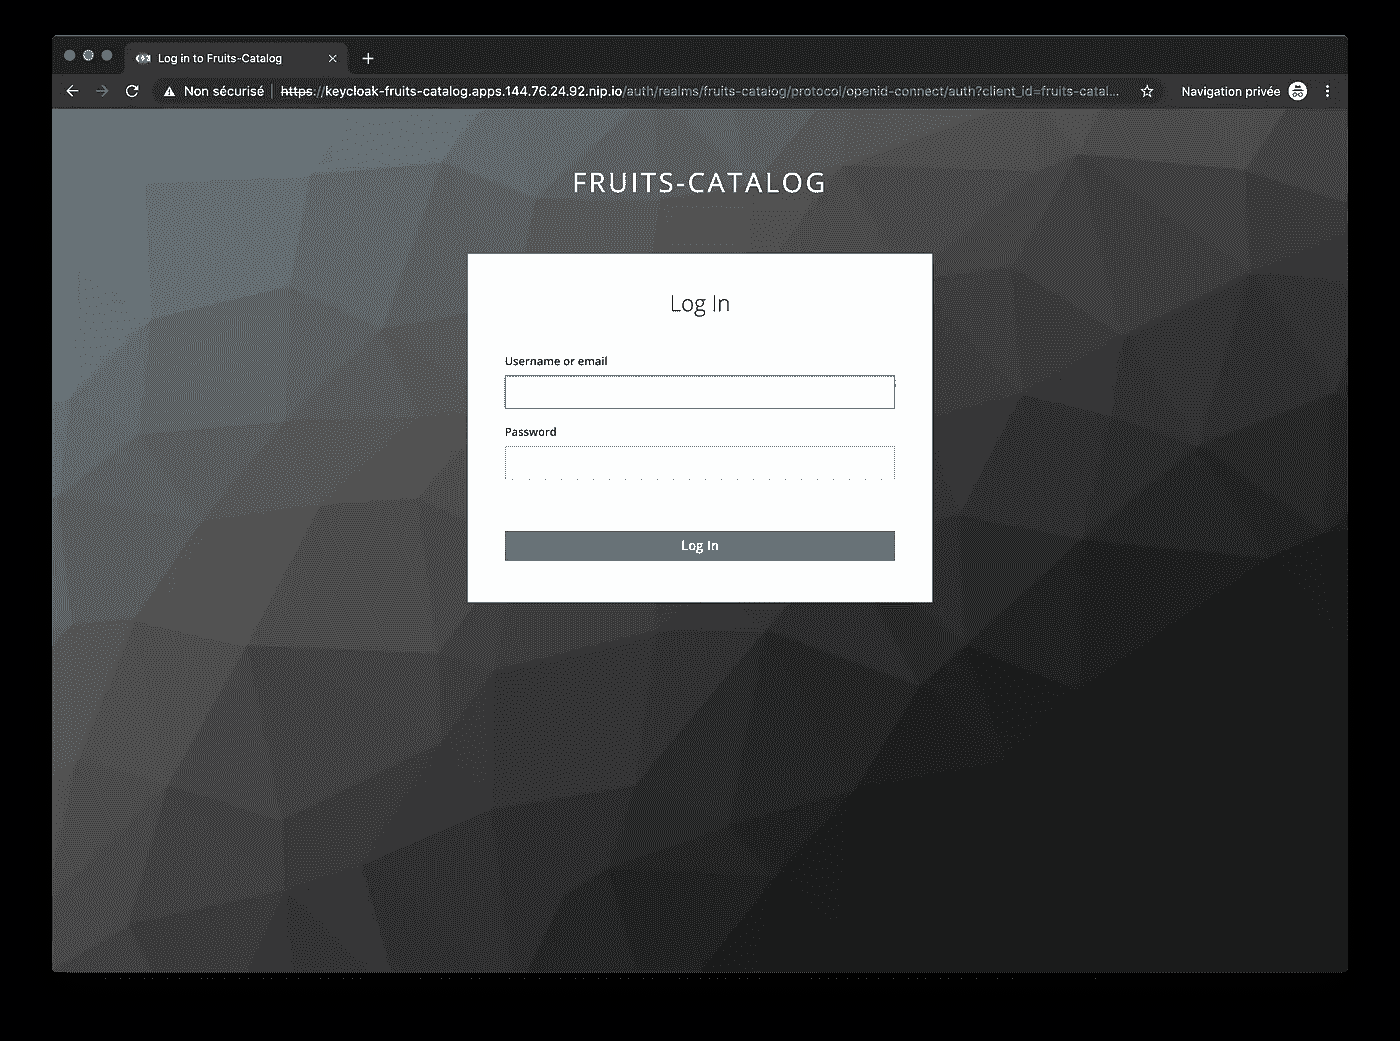 Log in to Fruits-Catalog
Non sécurisé https://keycloak-fruits-catalog.apps.144.76.24.92.nip.io/auth/realms/fruits-catalog/protocol/openid-connect/auth?client_id=fruits-catal... Navigation privée
FRUITS-CATALOG
Log In
Username or email
Password
Log In